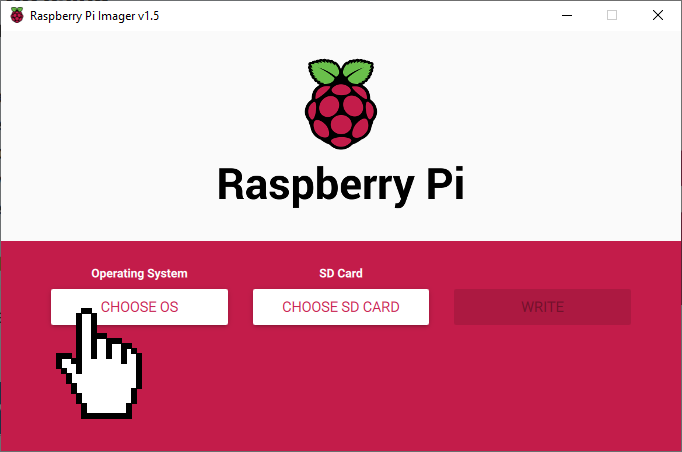 Raspberry Pi Imager v1.5
Raspberry Pi
Operating System
SD Card
CHOOSE OS
CHOOSE SD CARD
WRITE